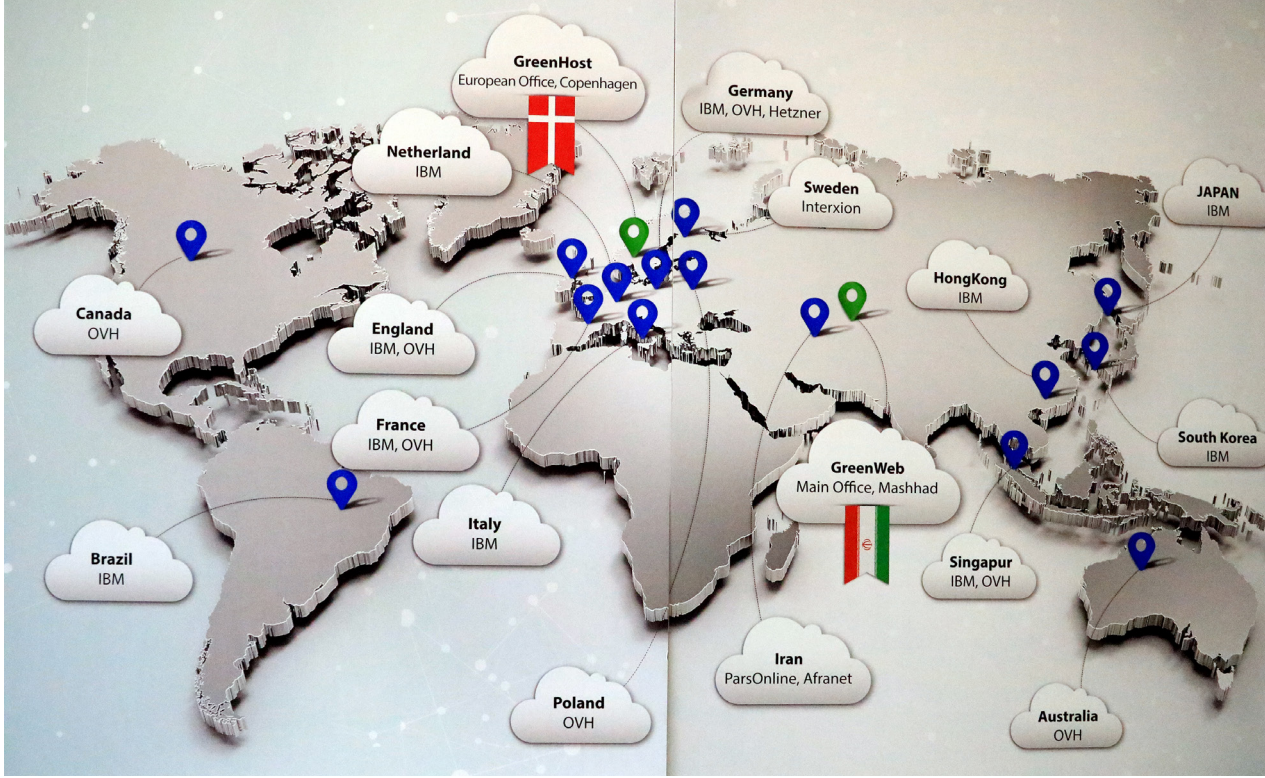 GreenHost
European Office, Copenhagen
Germany
IBM, OVH, Hetzner
Netherland
IBM
Sweden
Interxion
JAPAN
IBM
HongKong
IBM
Canada
OVH
England
IBM, OVH
France
IBM, OVH
South Korea
IBM
GreenWeb
Main Office, Mashhad
Italy
IBM
Brazil
IBM
Singapur
IBM, OVH
Iran
ParsOnline, Afranet
Poland
OVH
Australia
OVH